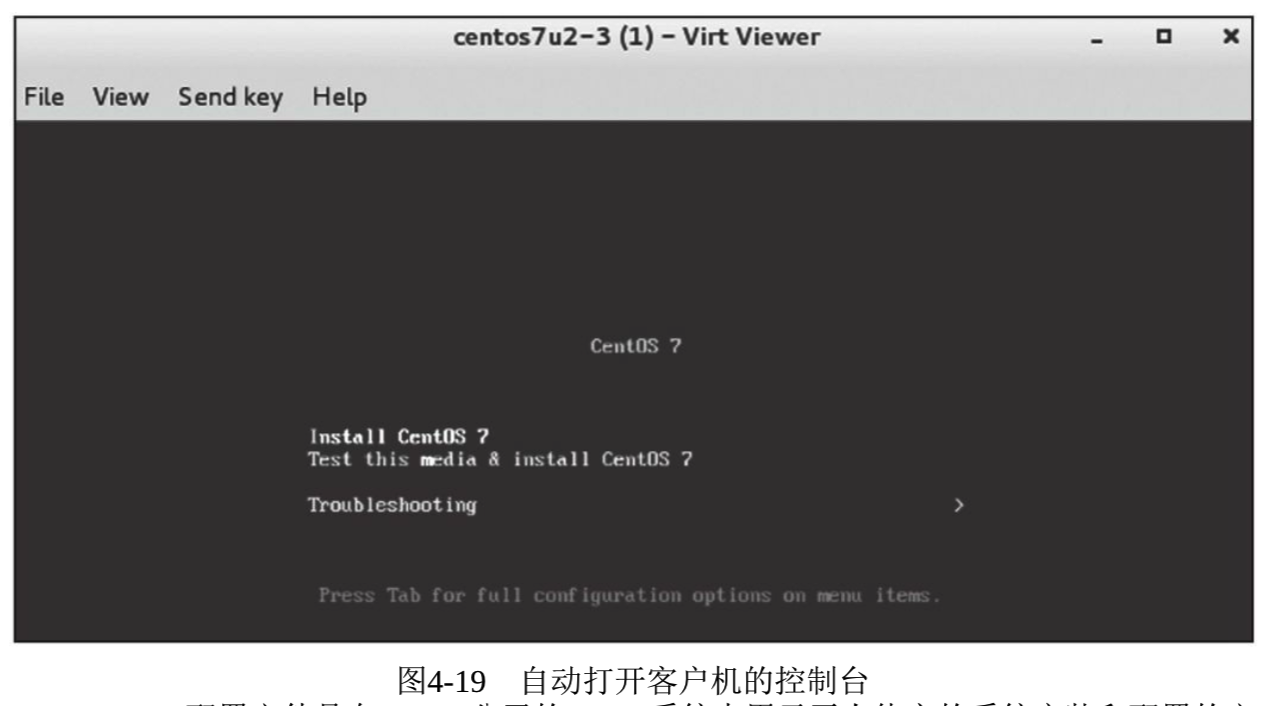 centos7u2-3 (1) – Virt Viewer
File View Send key Help
CentOS 7
Install CentOS 7
Test this media & install CentOS 7
Troubleshooting >
Press Tab for full configuration options on menu items.
图4-19 自动打开客户机的控制台